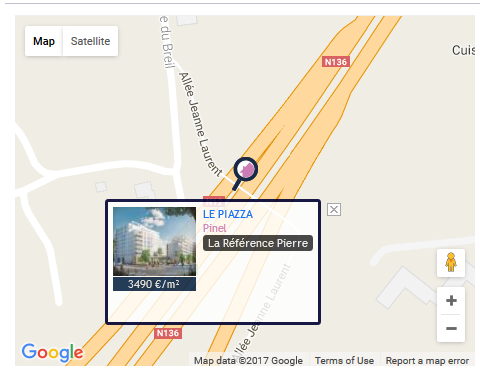 Map
Satellite
e du Breil
Cuis
N136
Allée Jeanne Laurent
N136
LE PIAZZA
Pinel
La Référence Pierre
3490 €/m²
Allée Jeanne Laurent
N136
Google
Map data ©2017 Google
Terms of Use
Report a map error